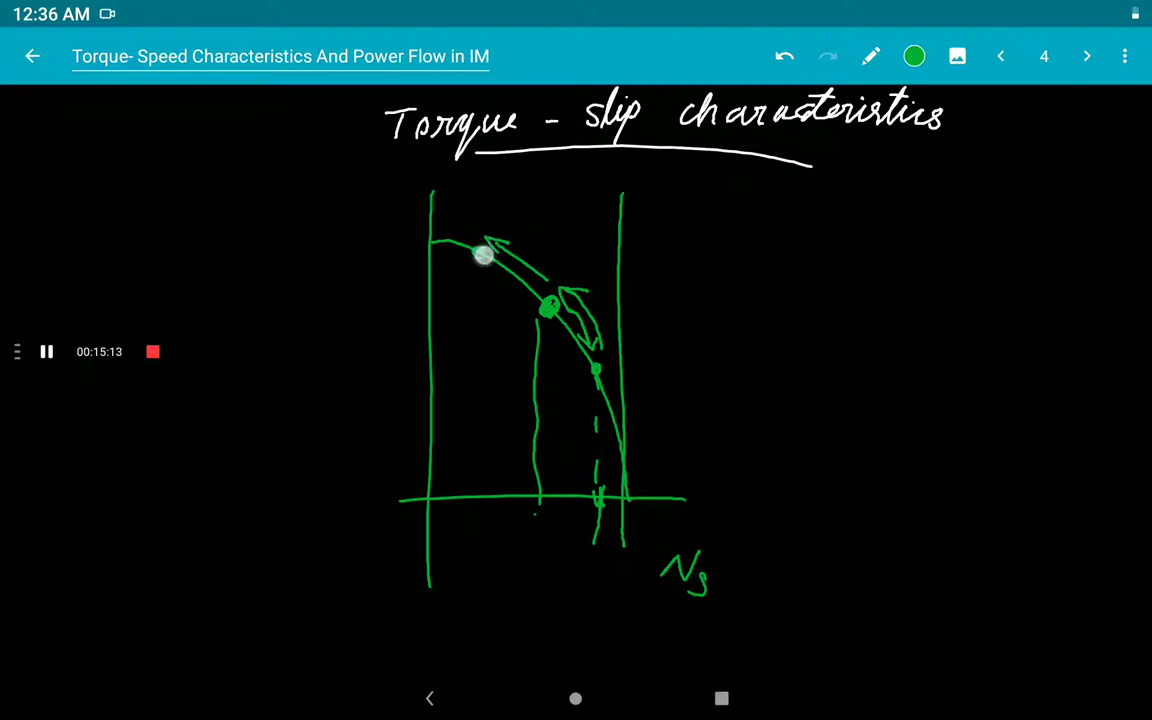 12:36 AM
Torque- Speed Characteristics And Power Flow in IM
4
Torque - slip characteristics
00:15:13
Ns